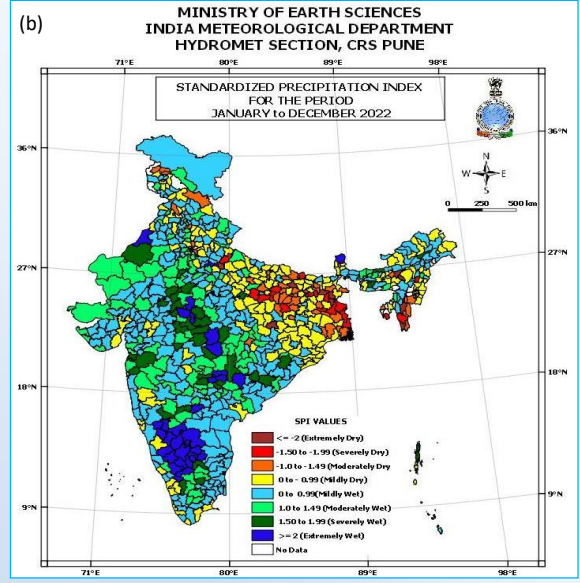 (b)
MINISTRY OF EARTH SCIENCES
INDIA METEOROLOGICAL DEPARTMENT
HYDROMET SECTION, CRS PUNE
71°E 80°E 89°E 98°E
STANDARDIZED PRECIPITATION INDEX
FOR THE PERIOD
JANUARY to DECEMBER 2022
36°N 36°N
N
W E
S
0 250 500 km
27°N 27°N
18°N 18°N
SPI VALUES
<= -2 (Extremely Dry)
-1.50 to -1.99 (Severely Dry)
-1.0 to -1.49 (Moderately Dry
0 to -0.99 (Mildly Dry)
0 to 0.99(Mildly Wet)
1.0 to 1.49 (Moderately Wet)
1.50 to 1.99 (Severely Wet)
>= 2 (Extremely Wet)
No Data
9°N 9°N
71°E 80°E 89°E 98°E